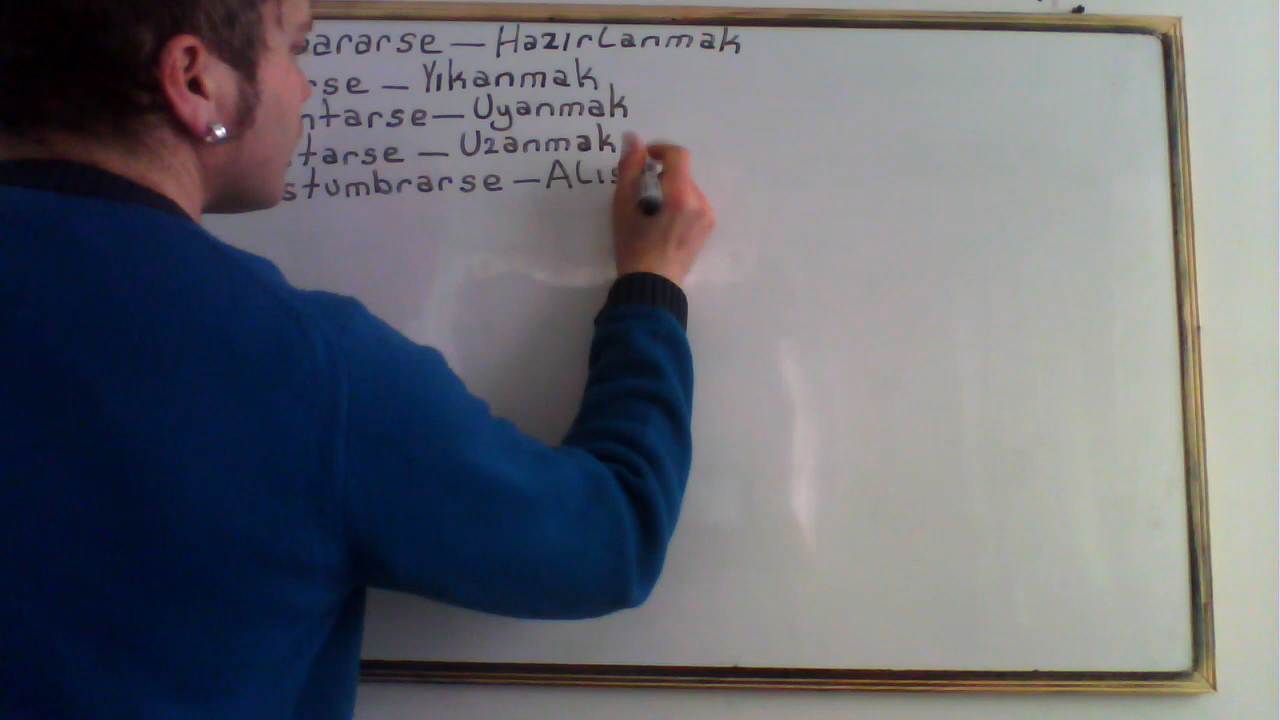 pararse – Hazırlanmak
rse – Yıkanmak
ntarse – Uyanmak
tarse – Uzanmak
stumbrarse – Alış